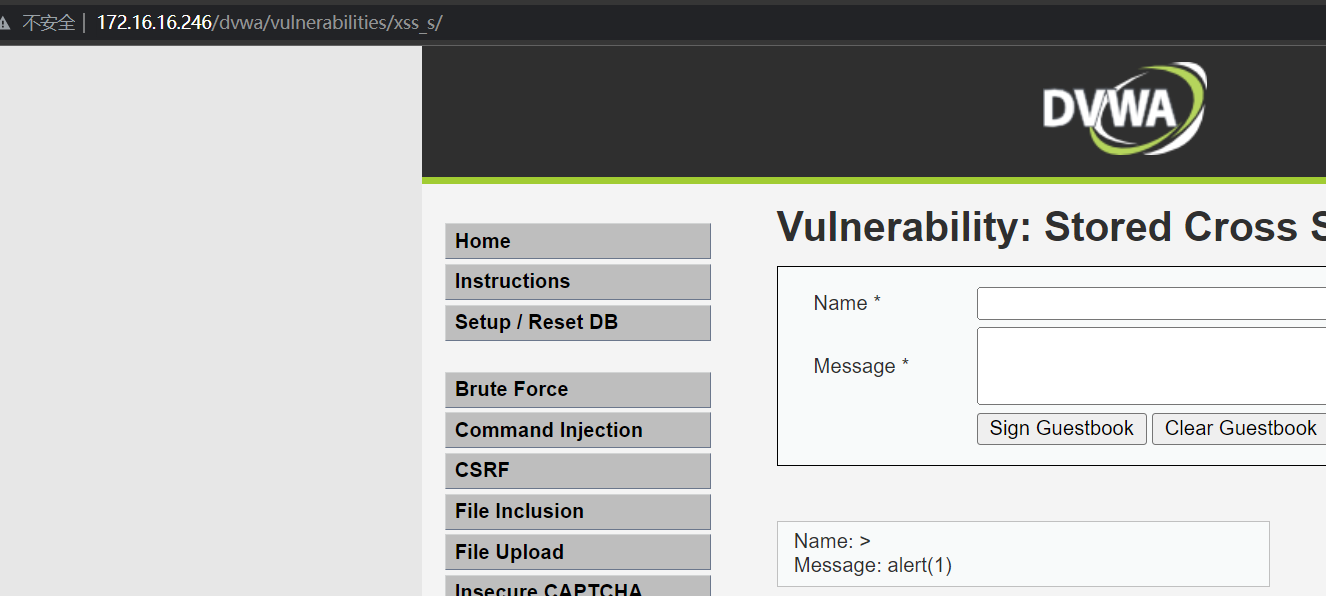 不安全 | 172.16.16.246/dvwa/vulnerabilities/xss_s/
DVWA
Home
Instructions
Setup / Reset DB
Brute Force
Command Injection
CSRF
File Inclusion
File Upload
Insecure CAPTCHA
Vulnerability: Stored Cross S
Name *
Message *
Sign Guestbook
Clear Guestbook
Name: >
Message: alert(1)